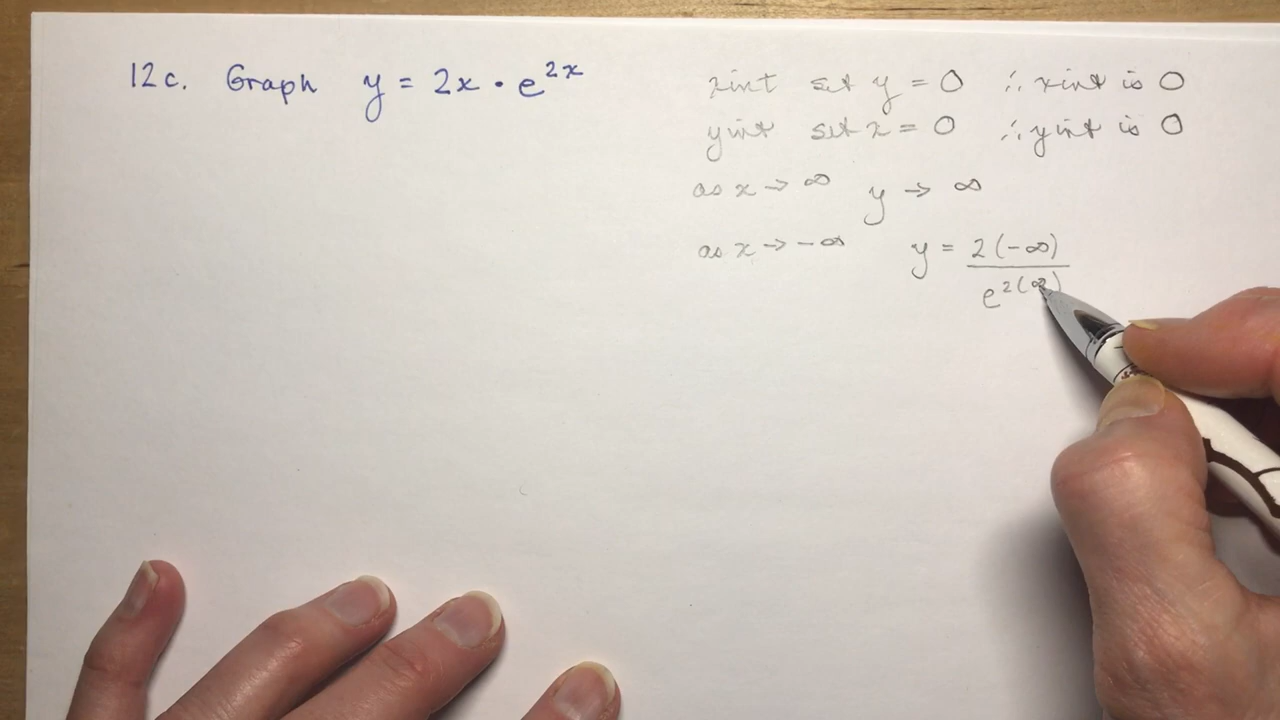 12c. Graph y = 2x • e^{2x}
xint set y = 0 ∴ xint is 0
yint set x = 0 ∴ yint is 0
as x → ∞ y → ∞
as x → -∞ y = 2(-∞) / e^{2(∞)}